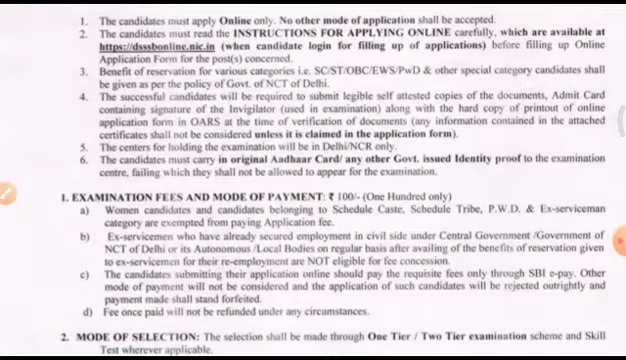 1. The candidates must apply Online only. No other mode of application shall be accepted.
2. The candidates must read the INSTRUCTIONS FOR APPLYING ONLINE carefully, which are available at
https://dsssbonline.nic.in (when candidate login for filling up of applications) before filling up Online
Application Form for the post(s) concerned.
3. Benefit of reservation for various categories i.e. SC/ST/OBC/EWS/PwD & other special category candidates shall
be given as per the policy of Govt. of NCT of Delhi.
4. The successful candidates will be required to submit legible self attested copies of the documents, Admit Card
containing signature of the Invigilator (used in examination) along with the hard copy of printout of online
application form in OARS at the time of verification of documents (any information contained in the attached
certificates shall not be considered unless it is claimed in the application form).
5. The centers for holding the examination will be in Delhi/NCR only.
6. The candidates must carry in original Aadhaar Card/ any other Govt. issued Identity proof to the examination
centre, failing which they shall not be allowed to appear for the examination.
1. EXAMINATION FEES AND MODE OF PAYMENT: ₹ 100/- (One Hundred only)
a) Women candidates and candidates belonging to Schedule Caste, Schedule Tribe, P.W.D. & Ex-serviceman
category are exempted from paying Application fee.
b) Ex-servicemen who have already secured employment in civil side under Central Government /Government of
NCT of Delhi or its Autonomous /Local Bodies on regular basis after availing of the benefits of reservation given
to ex-servicemen for their re-employment are NOT eligible for fee concession.
c) The candidates submitting their application online should pay the requisite fees only through SBI e-pay. Other
mode of payment will not be considered and the application of such candidates will be rejected outrightly and
payment made shall stand forfeited.
d) Fee once paid will not be refunded under any circumstances.
2. MODE OF SELECTION: The selection shall be made through One Tier / Two Tier examination scheme and Skill
Test wherever applicable.